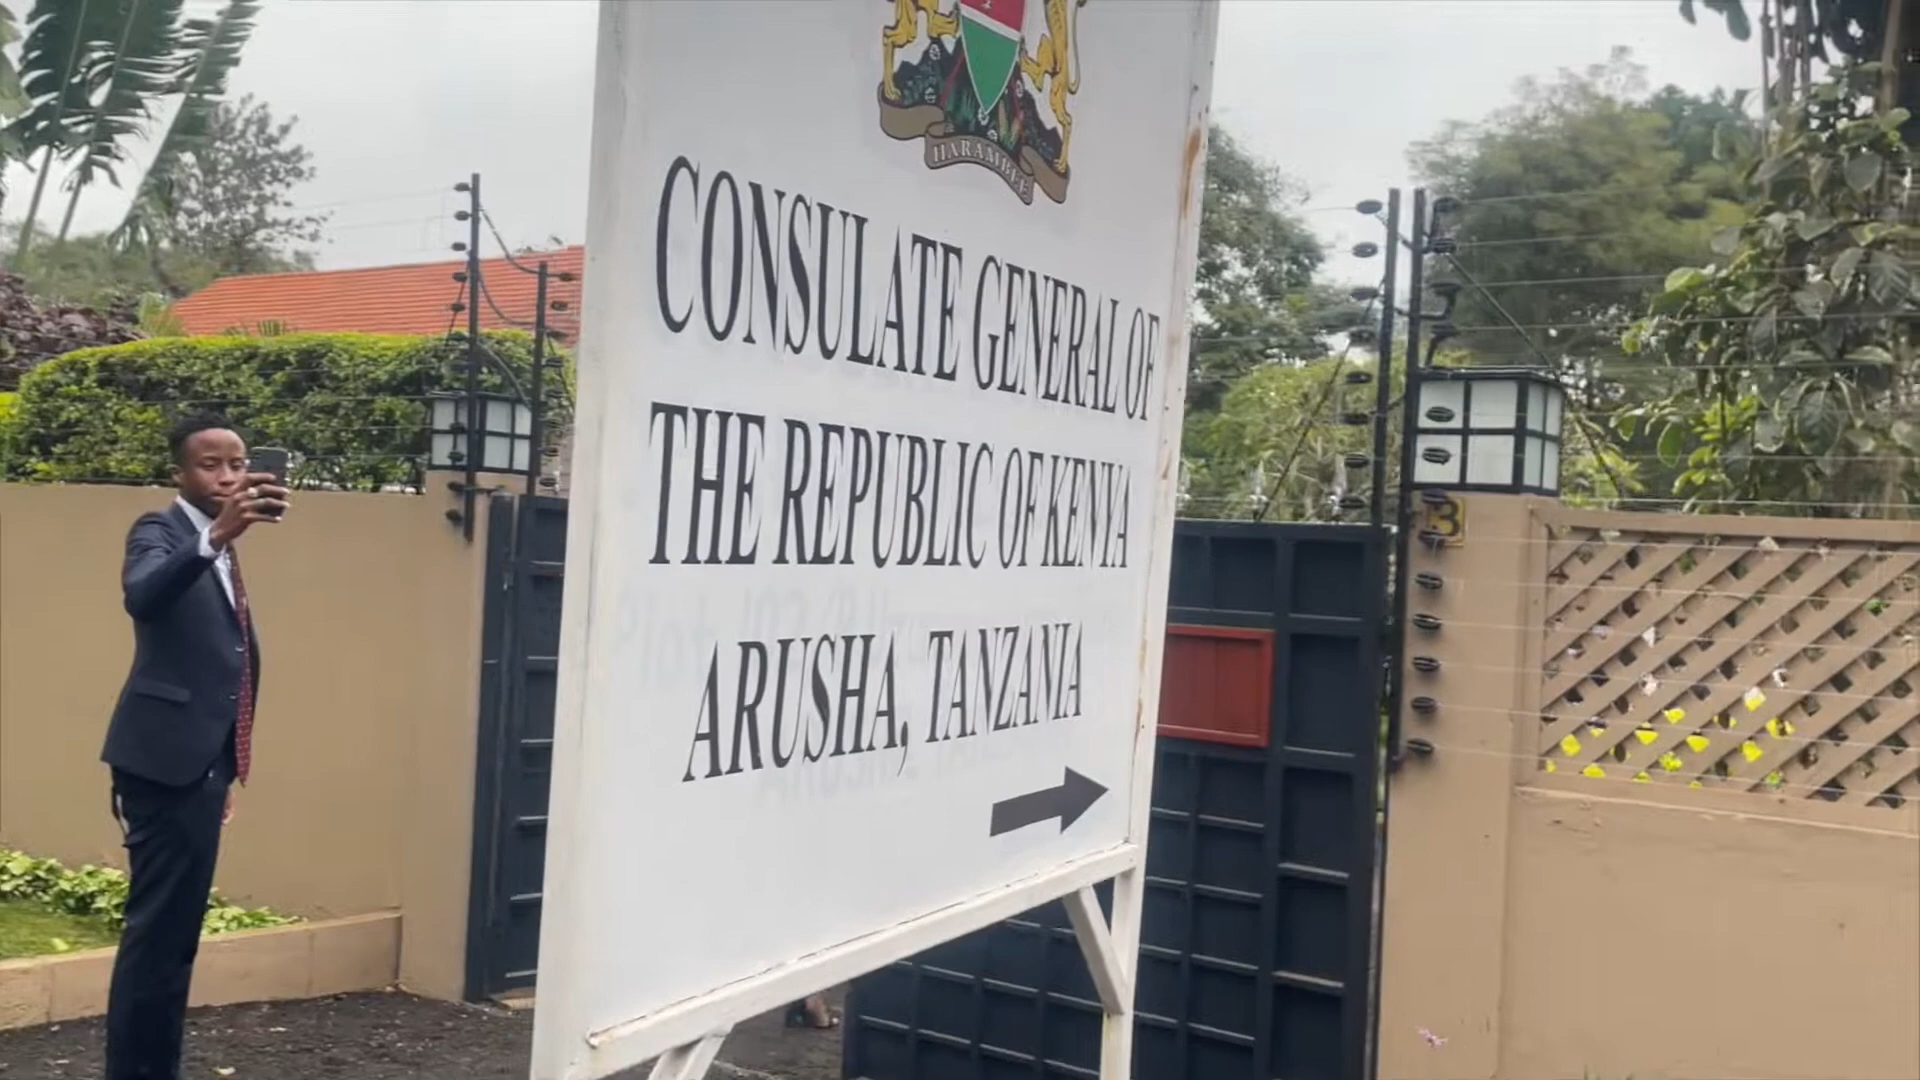 HARAMBEE
CONSULATE GENERAL OF
THE REPUBLIC OF KENYA
ARUSHA, TANZANIA